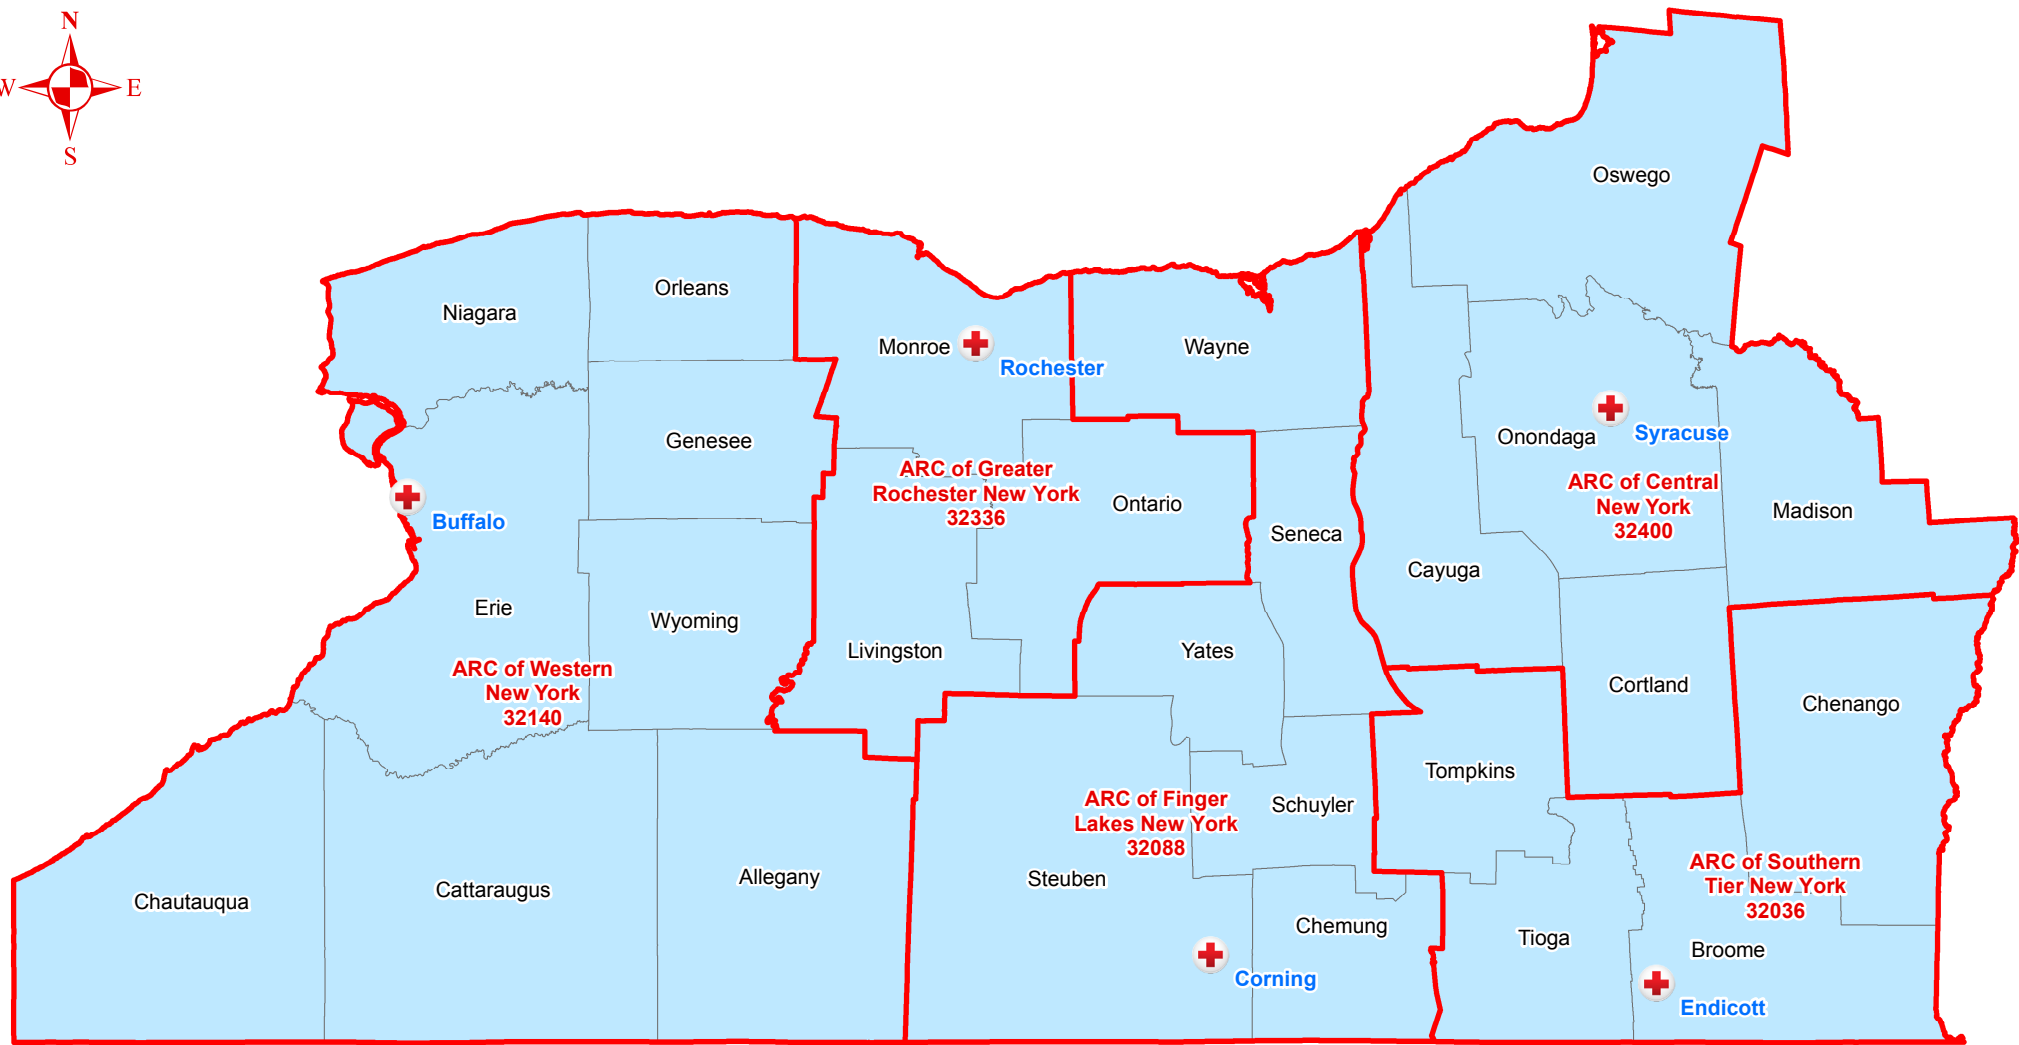 N
W
E
S
Oswego
Orleans
Niagara
Monroe
Rochester
Wayne
Genesee
Onondaga
Syracuse
ARC of Greater
Rochester New York
32336
ARC of Central
New York
32400
Ontario
Madison
Buffalo
Seneca
Cayuga
Erie
Wyoming
Livingston
Yates
ARC of Western
New York
32140
Cortland
Chenango
Tompkins
ARC of Finger
Lakes New York
32088
Schuyler
Steuben
ARC of Southern
Tier New York
32036
Allegany
Cattaraugus
Chautauqua
Chemung
Tioga
Broome
Corning
Endicott